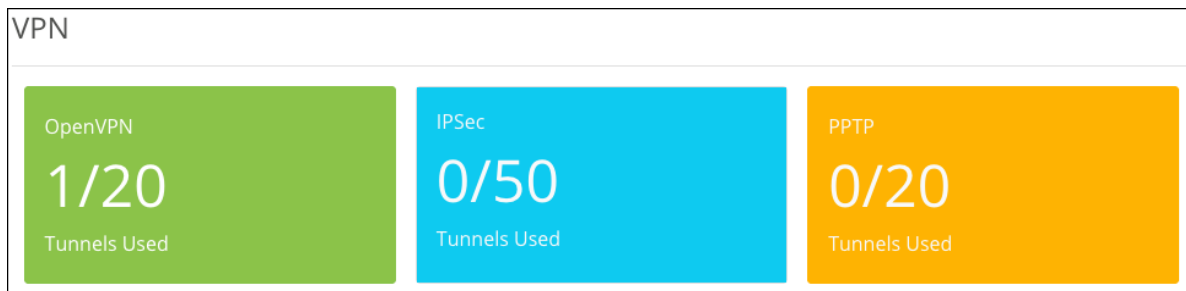 VPN
OpenVPN
1/20
Tunnels Used
IPSec
0/50
Tunnels Used
PPTP
0/20
Tunnels Used